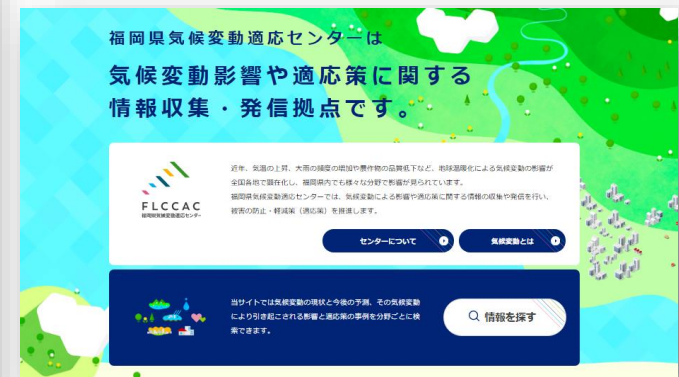 福岡県気候変動適応センターは
気候変動影響や適応策に関する
情報収集・発信拠点です。
FLCCAC
福岡県気候変動適応センター
近年、気温の上昇、大雨の頻度の増加や農作物の品質低下など、地球温暖化による気候変動の影響が
全国各地で顕在化し、福岡県内でも様々な分野で影響が見られています。
福岡県気候変動適応センターでは、気候変動による影響や適応策に関する情報の収集や発信を行い、
被害の防止・軽減策（適応策）を推進します。
センターについて
気候変動とは
当サイトでは気候変動の現状と今後の予測、その気候変動
により引き起こされる影響と適応策の事例を分野ごとに検
索できます。
情報を探す